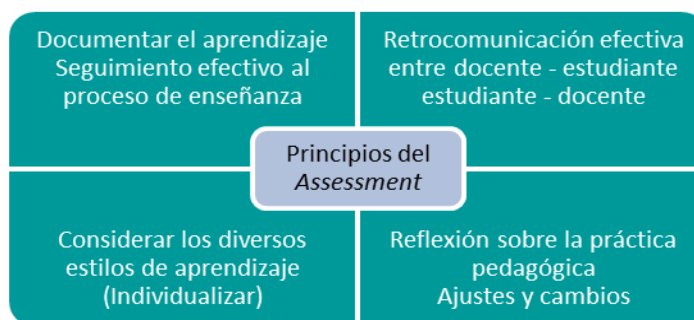 Documentar el aprendizaje
Seguimiento efectivo al
proceso de enseñanza
Retrocomunicación efectiva
entre docente - estudiante
estudiante - docente
Principios del
Assessment
Considerar los diversos
estilos de aprendizaje
(Individualizar)
Reflexión sobre la práctica
pedagógica
Ajustes y cambios